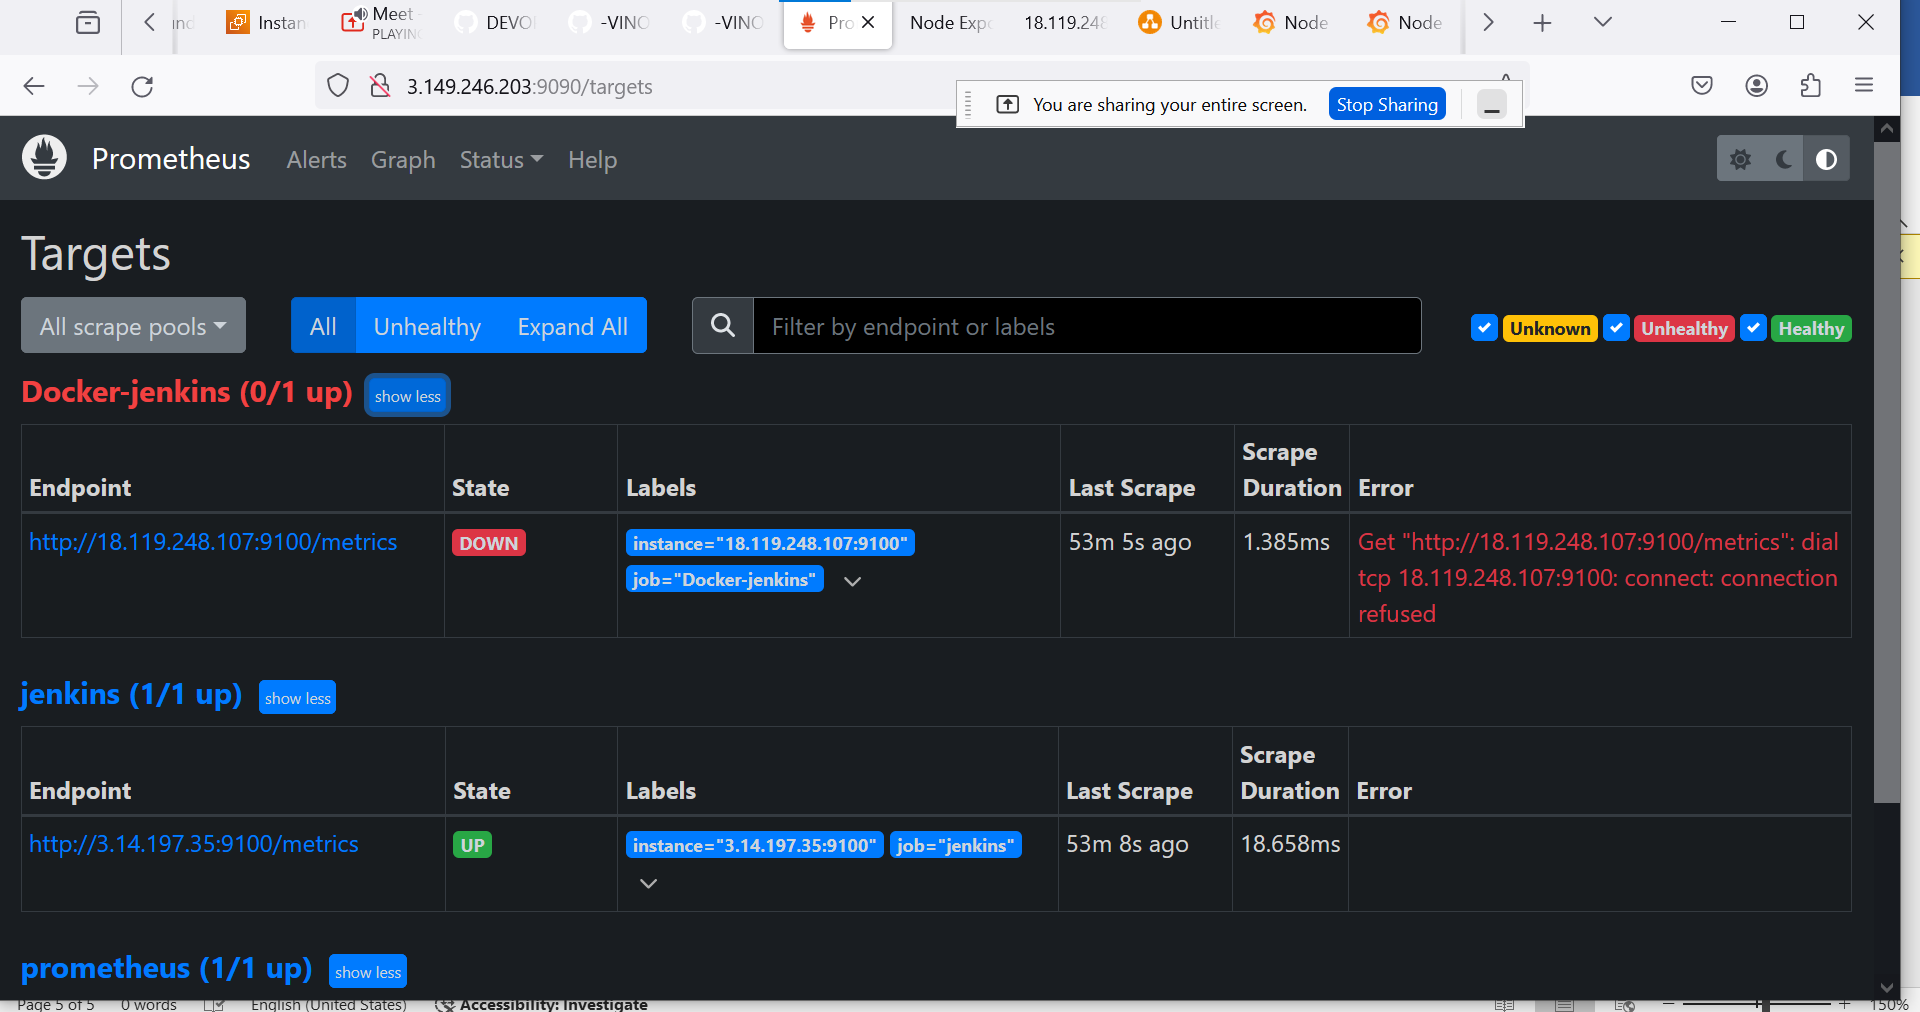 Instan
Meet
PLAYING
DEVO
-VINO
-VINO
Pro
Node Expo
18.119.248
Untitle
Node
Node
3.149.246.203:9090/targets
You are sharing your entire screen.
Stop Sharing
Prometheus
Alerts
Graph
Status
Help
Targets
All scrape pools
All
Unhealthy
Expand All
Filter by endpoint or labels
Unknown
Unhealthy
Healthy
Docker-jenkins (0/1 up) show less
Endpoint
State
Labels
Last Scrape
Scrape
Duration
Error
http://18.119.248.107:9100/metrics
DOWN
instance="18.119.248.107:9100"
job="Docker-jenkins"
53m 5s ago
1.385ms
Get "http://18.119.248.107:9100/metrics": dial
tcp 18.119.248.107:9100: connect: connection
refused
jenkins (1/1 up) show less
Endpoint
State
Labels
Last Scrape
Scrape
Duration
Error
http://3.14.197.35:9100/metrics
UP
instance="3.14.197.35:9100" job="jenkins"
53m 8s ago
18.658ms
prometheus (1/1 up) show less
Page 5 of 5
0 words
English (United States)
Accessibility: Investigate
150%